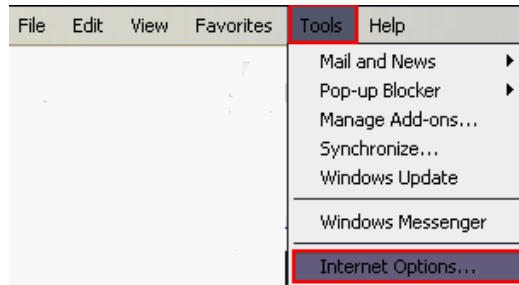 File Edit View Favorites Tools Help
Mail and News
Pop-up Blocker
Manage Add-ons...
Synchronize...
Windows Update
Windows Messenger
Internet Options...